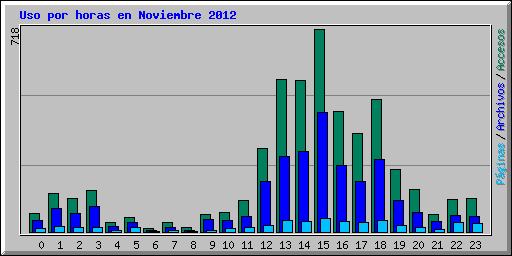 Uso por horas en Noviembre 2012
718
Páginas / Archivos / Accesos
0 1 2 3 4 5 6 7 8 9 10 11 12 13 14 15 16 17 18 19 20 21 22 23